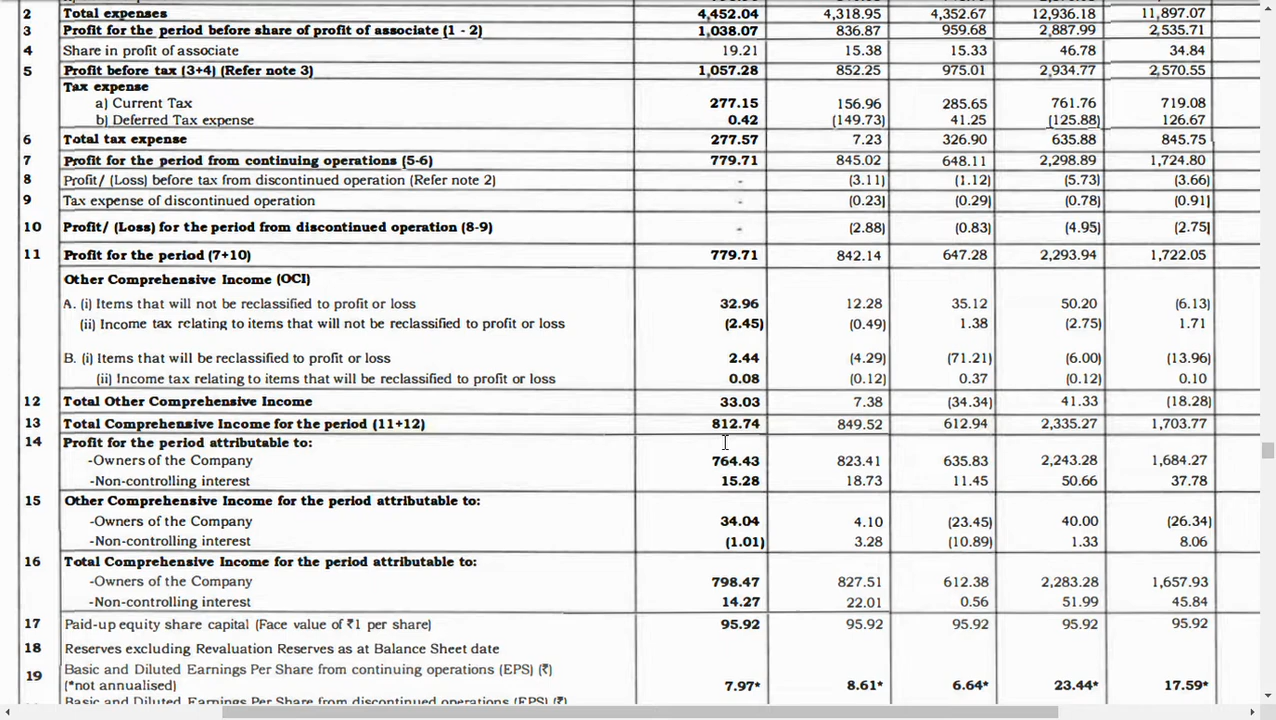 2 Total expenses 4,452.04 4,318.95 4,352.67 12,936.18 11,897.07
3 Profit for the period before share of profit of associate (1 - 2) 1,038.07 836.87 959.68 2,887.99 2,535.71
4 Share in profit of associate 19.21 15.38 15.33 46.78 34.84
5 Profit before tax (3+4) (Refer note 3) 1,057.28 852.25 975.01 2,934.77 2,570.55
Tax expense
a) Current Tax 277.15 156.96 285.65 761.76 719.08
b) Deferred Tax expense 0.42 (149.73) 41.25 (125.88) 126.67
6 Total tax expense 277.57 7.23 326.90 635.88 845.75
7 Profit for the period from continuing operations (5-6) 779.71 845.02 648.11 2,298.89 1,724.80
8 Profit/ (Loss) before tax from discontinued operation (Refer note 2) - (3.11) (1.12) (5.73) (3.66)
9 Tax expense of discontinued operation - (0.23) (0.29) (0.78) (0.91)
10 Profit/ (Loss) for the period from discontinued operation (8-9) - (2.88) (0.83) (4.95) (2.75)
11 Profit for the period (7+10) 779.71 842.14 647.28 2,293.94 1,722.05
Other Comprehensive Income (OCI)
A. (i) Items that will not be reclassified to profit or loss 32.96 12.28 35.12 50.20 (6.13)
(ii) Income tax relating to items that will not be reclassified to profit or loss (2.45) (0.49) 1.38 (2.75) 1.71
B. (i) Items that will be reclassified to profit or loss 2.44 (4.29) (71.21) (6.00) (13.96)
(ii) Income tax relating to items that will be reclassified to profit or loss 0.08 (0.12) 0.37 (0.12) 0.10
12 Total Other Comprehensive Income 33.03 7.38 (34.34) 41.33 (18.28)
13 Total Comprehensive Income for the period (11+12) 812.74 849.52 612.94 2,335.27 1,703.77
14 Profit for the period attributable to:
-Owners of the Company 764.43 823.41 635.83 2,243.28 1,684.27
-Non-controlling interest 15.28 18.73 11.45 50.66 37.78
15 Other Comprehensive Income for the period attributable to:
-Owners of the Company 34.04 4.10 (23.45) 40.00 (26.34)
-Non-controlling interest (1.01) 3.28 (10.89) 1.33 8.06
16 Total Comprehensive Income for the period attributable to:
-Owners of the Company 798.47 827.51 612.38 2,283.28 1,657.93
-Non-controlling interest 14.27 22.01 0.56 51.99 45.84
17 Paid-up equity share capital (Face value of ₹1 per share) 95.92 95.92 95.92 95.92 95.92
18 Reserves excluding Revaluation Reserves as at Balance Sheet date
19 Basic and Diluted Earnings Per Share from continuing operations (EPS) (₹)
(*not annualised) 7.97* 8.61* 6.64* 23.44* 17.59*
Basic and Diluted Earnings Per Share from discontinued operations (EPS) (₹)